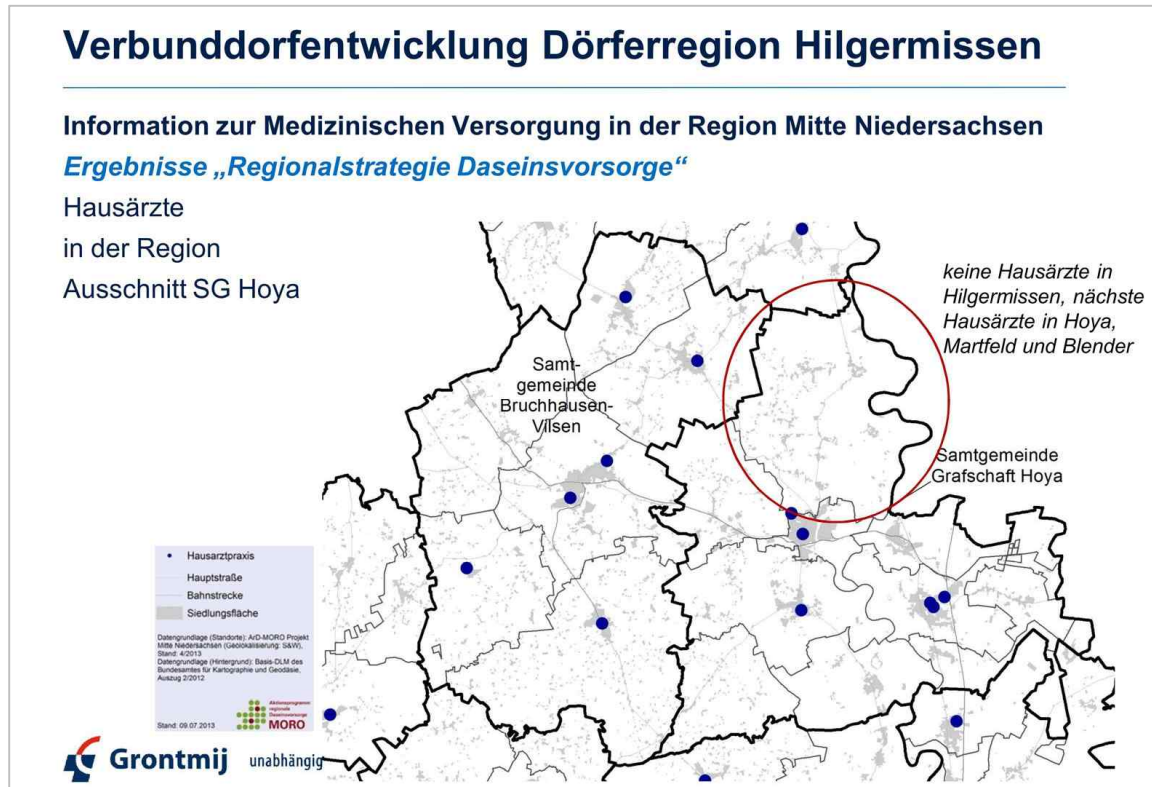 Verbunddorfentwicklung Dörferregion Hilgermissen
Information zur Medizinischen Versorgung in der Region Mitte Niedersachsen
Ergebnisse „Regionalstrategie Daseinsvorsorge“
Hausärzte
in der Region
Ausschnitt SG Hoya
keine Hausärzte in
Hilgermissen, nächste
Hausärzte in Hoya,
Martfeld und Blender
Samt-
gemeinde
Bruchhausen-
Vilsen
Samtgemeinde
Grafschaft Hoya
Hausarztpraxis
Hauptstraße
Bahnstrecke
Siedlungsfläche
Datengrundlage (Standorte): ArD-MORO Projekt
Mitte Niedersachsen (Geolokalisierung: S&W),
Stand: 4/2013
Datengrundlage (Hintergrund): Basis-DLM des
Bundesamtes für Kartographie und Geodäsie,
Auszug 2/2012
Stand: 09.07.2013
Aktionsprogramm
regionale
Daseinsvorsorge
MORO
Grontmij unabhängig